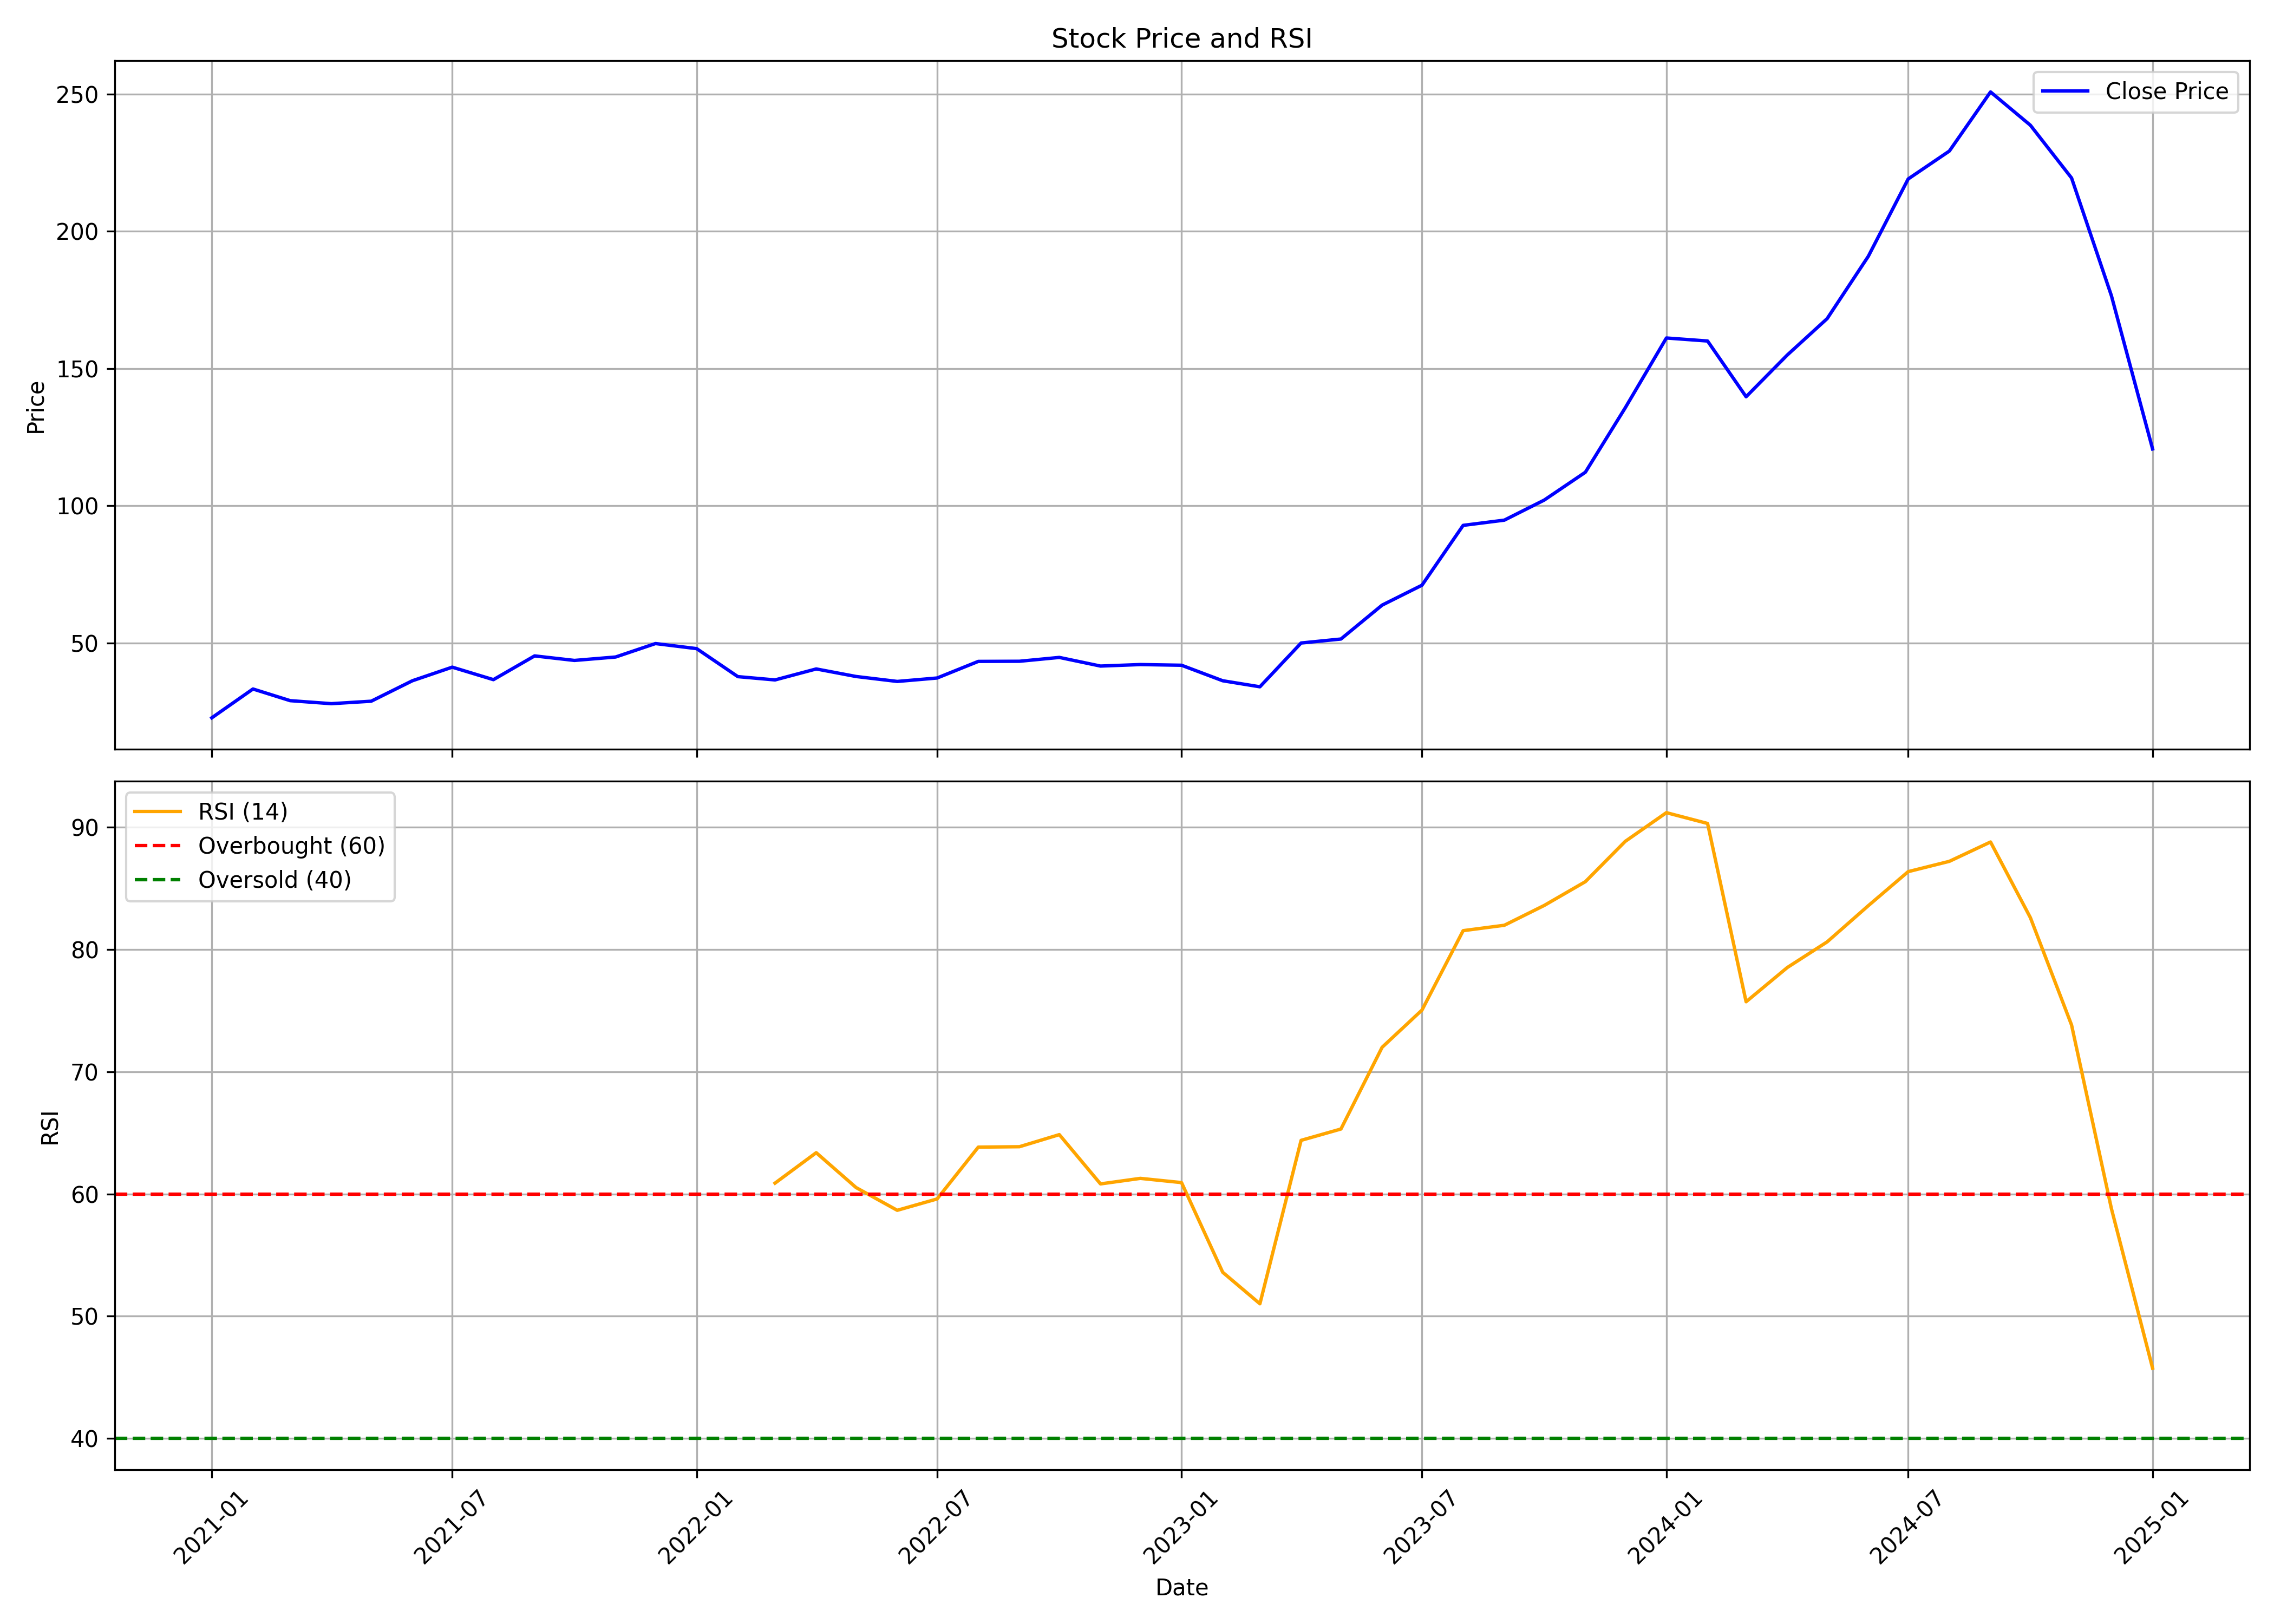 Stock Price and RSI
Close Price
250
200
150
100
50
Price
RSI (14)
Overbought (60)
Oversold (40)
90
80
70
60
50
40
RSI
2021-01
2021-07
2022-01
2022-07
2023-01
2023-07
2024-01
2024-07
2025-01
Date